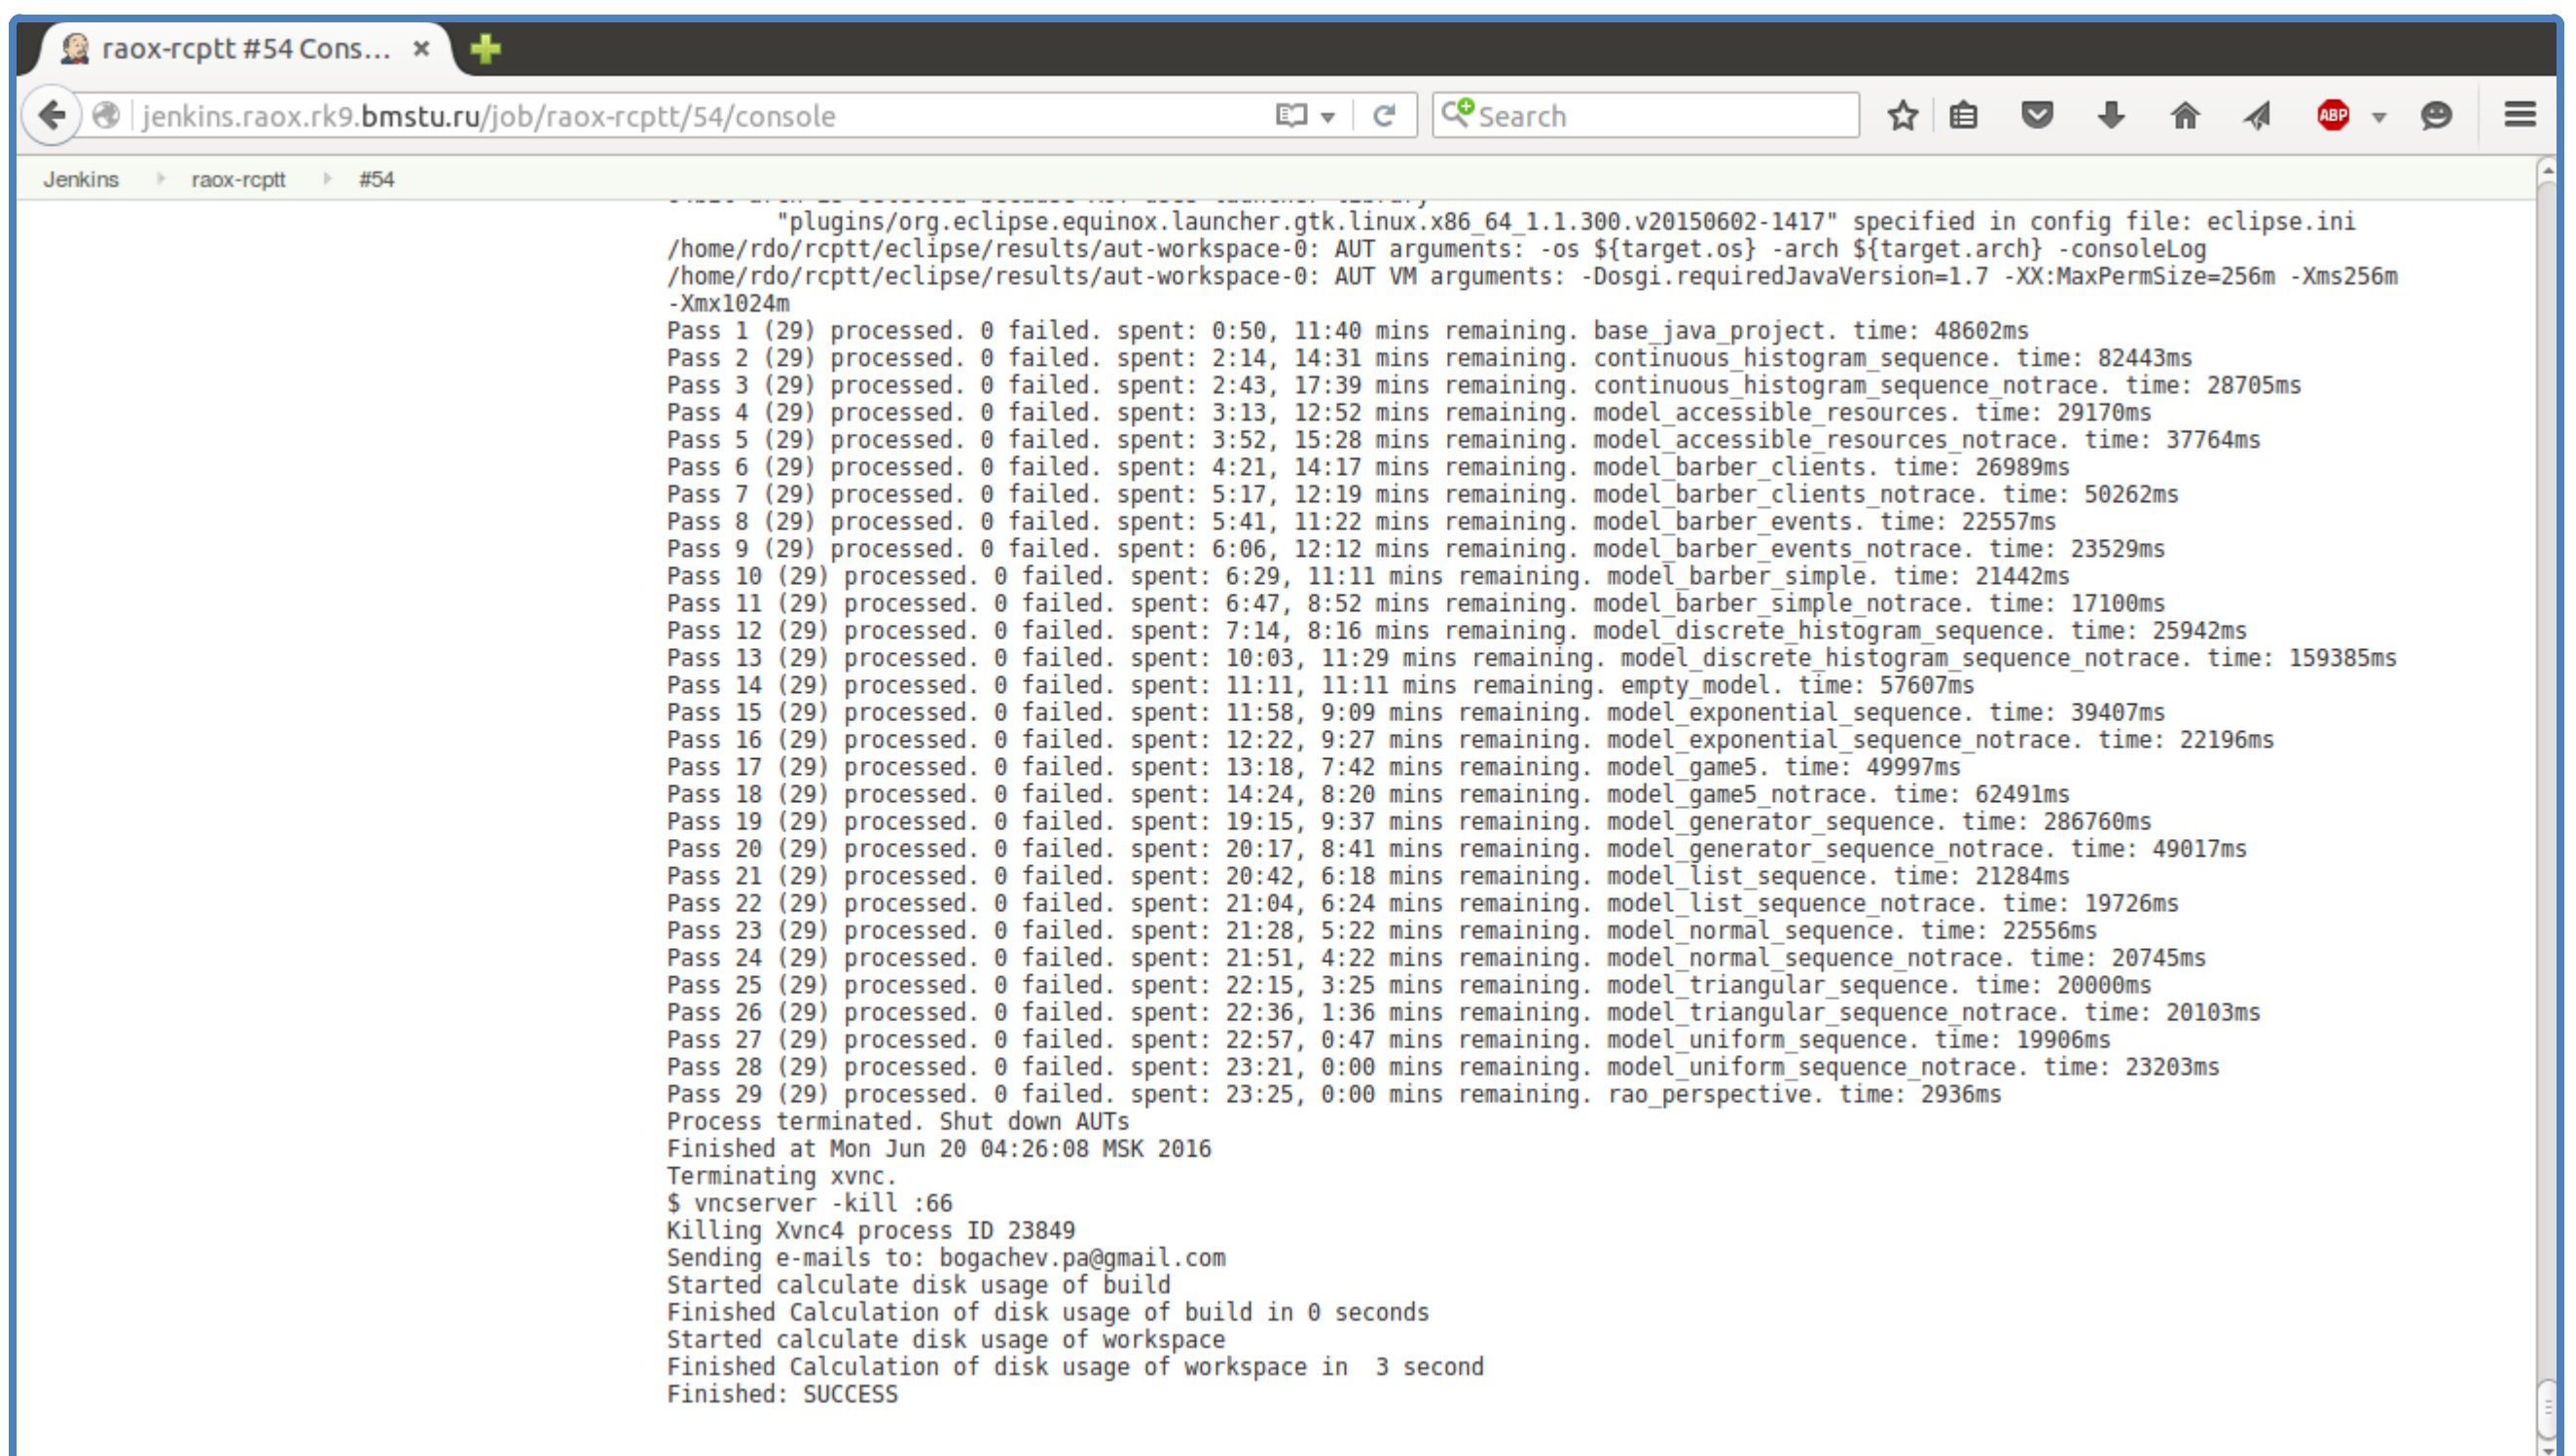 raox-rcptt #54 Cons...
jenkins.raox.rk9.bmstu.ru/job/raox-rcptt/54/console
Search
ABP
Jenkins raox-rcptt #54
"plugins/org.eclipse.equinox.launcher.gtk.linux.x86_64_1.1.300.v20150602-1417" specified in config file: eclipse.ini
/home/rdo/rcptt/eclipse/results/aut-workspace-0: AUT arguments: -os ${target.os} -arch ${target.arch} -consoleLog
/home/rdo/rcptt/eclipse/results/aut-workspace-0: AUT VM arguments: -Dosgi.requiredJavaVersion=1.7 -XX:MaxPermSize=256m -Xms256m
-Xmx1024m
Pass 1 (29) processed. 0 failed. spent: 0:50, 11:40 mins remaining. base_java_project. time: 48602ms
Pass 2 (29) processed. 0 failed. spent: 2:14, 14:31 mins remaining. continuous_histogram_sequence. time: 82443ms
Pass 3 (29) processed. 0 failed. spent: 2:43, 17:39 mins remaining. continuous_histogram_sequence_notrace. time: 28705ms
Pass 4 (29) processed. 0 failed. spent: 3:13, 12:52 mins remaining. model_accessible_resources. time: 29170ms
Pass 5 (29) processed. 0 failed. spent: 3:52, 15:28 mins remaining. model_accessible_resources_notrace. time: 37764ms
Pass 6 (29) processed. 0 failed. spent: 4:21, 14:17 mins remaining. model_barber_clients. time: 26989ms
Pass 7 (29) processed. 0 failed. spent: 5:17, 12:19 mins remaining. model_barber_clients_notrace. time: 50262ms
Pass 8 (29) processed. 0 failed. spent: 5:41, 11:22 mins remaining. model_barber_events. time: 22557ms
Pass 9 (29) processed. 0 failed. spent: 6:06, 12:12 mins remaining. model_barber_events_notrace. time: 23529ms
Pass 10 (29) processed. 0 failed. spent: 6:29, 11:11 mins remaining. model_barber_simple. time: 21442ms
Pass 11 (29) processed. 0 failed. spent: 6:47, 8:52 mins remaining. model_barber_simple_notrace. time: 17100ms
Pass 12 (29) processed. 0 failed. spent: 7:14, 8:16 mins remaining. model_discrete_histogram_sequence. time: 25942ms
Pass 13 (29) processed. 0 failed. spent: 10:03, 11:29 mins remaining. model_discrete_histogram_sequence_notrace. time: 159385ms
Pass 14 (29) processed. 0 failed. spent: 11:11, 11:11 mins remaining. empty_model. time: 57607ms
Pass 15 (29) processed. 0 failed. spent: 11:58, 9:09 mins remaining. model_exponential_sequence. time: 39407ms
Pass 16 (29) processed. 0 failed. spent: 12:22, 9:27 mins remaining. model_exponential_sequence_notrace. time: 22196ms
Pass 17 (29) processed. 0 failed. spent: 13:18, 7:42 mins remaining. model_game5. time: 49997ms
Pass 18 (29) processed. 0 failed. spent: 14:24, 8:20 mins remaining. model_game5_notrace. time: 62491ms
Pass 19 (29) processed. 0 failed. spent: 19:15, 9:37 mins remaining. model_generator_sequence. time: 286760ms
Pass 20 (29) processed. 0 failed. spent: 20:17, 8:41 mins remaining. model_generator_sequence_notrace. time: 49017ms
Pass 21 (29) processed. 0 failed. spent: 20:42, 6:18 mins remaining. model_list_sequence. time: 21284ms
Pass 22 (29) processed. 0 failed. spent: 21:04, 6:24 mins remaining. model_list_sequence_notrace. time: 19726ms
Pass 23 (29) processed. 0 failed. spent: 21:28, 5:22 mins remaining. model_normal_sequence. time: 22556ms
Pass 24 (29) processed. 0 failed. spent: 21:51, 4:22 mins remaining. model_normal_sequence_notrace. time: 20745ms
Pass 25 (29) processed. 0 failed. spent: 22:15, 3:25 mins remaining. model_triangular_sequence. time: 20000ms
Pass 26 (29) processed. 0 failed. spent: 22:36, 1:36 mins remaining. model_triangular_sequence_notrace. time: 20103ms
Pass 27 (29) processed. 0 failed. spent: 22:57, 0:47 mins remaining. model_uniform_sequence. time: 19906ms
Pass 28 (29) processed. 0 failed. spent: 23:21, 0:00 mins remaining. model_uniform_sequence_notrace. time: 23203ms
Pass 29 (29) processed. 0 failed. spent: 23:25, 0:00 mins remaining. rao_perspective. time: 2936ms
Process terminated. Shut down AUTs
Finished at Mon Jun 20 04:26:08 MSK 2016
Terminating xvnc.
$ vncserver -kill :66
Killing Xvnc4 process ID 23849
Sending e-mails to: bogachev.pa@gmail.com
Started calculate disk usage of build
Finished Calculation of disk usage of build in 0 seconds
Started calculate disk usage of workspace
Finished Calculation of disk usage of workspace in  3 second
Finished: SUCCESS